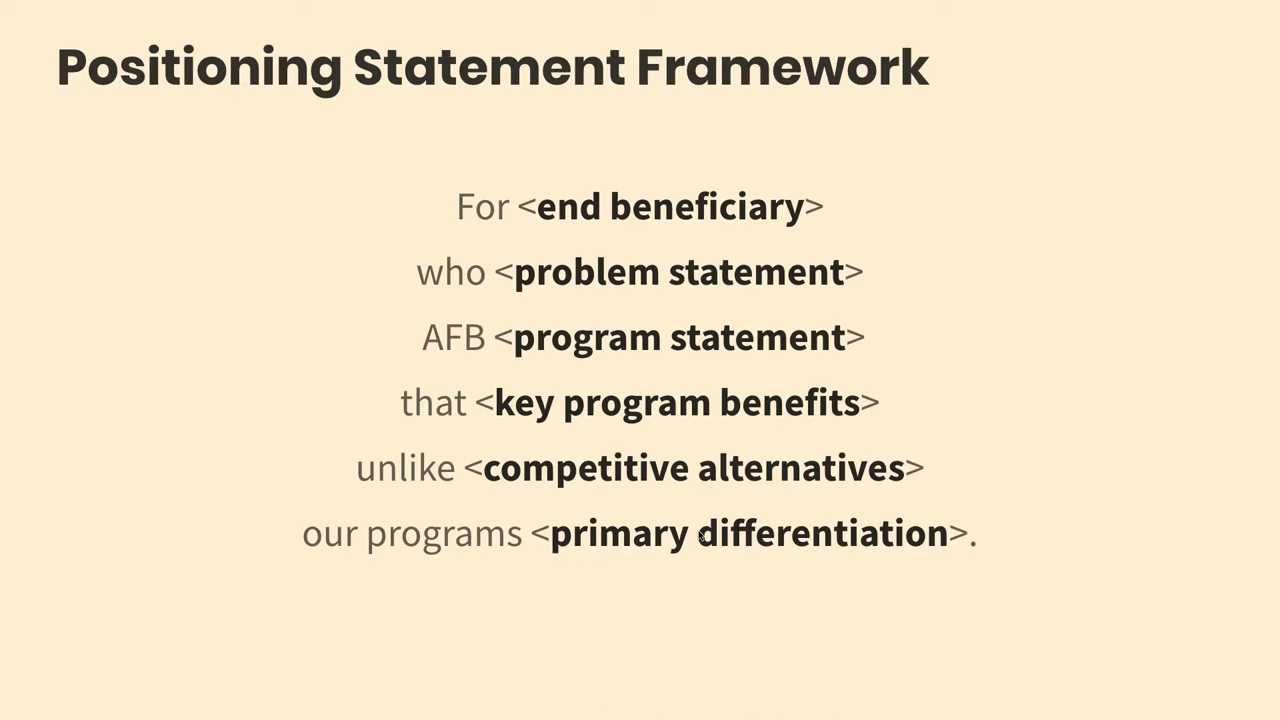 Positioning Statement Framework
For <end beneficiary>
who <problem statement>
AFB <program statement>
that <key program benefits>
unlike <competitive alternatives>
our programs <primary differentiation>.